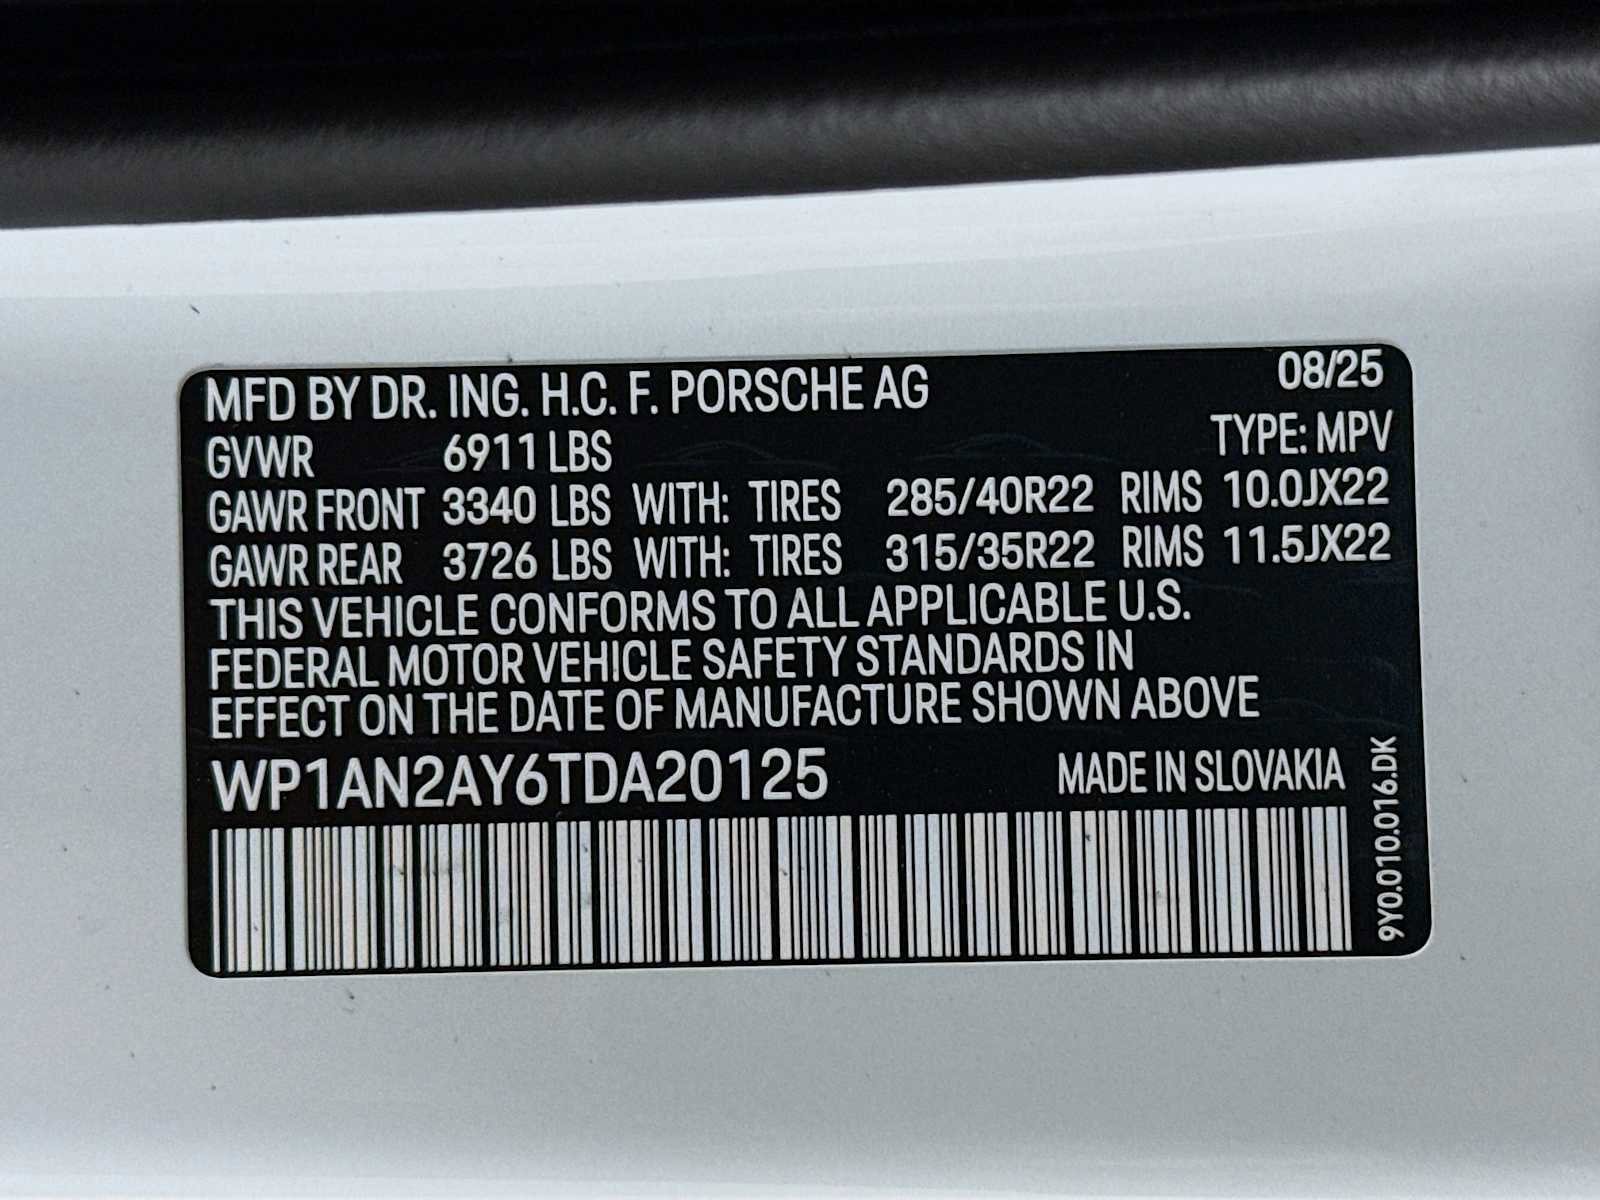 MFD BY DR. ING. H.C. F. PORSCHE AG 08/25
GVWR 6911 LBS TYPE: MPV
GAWR FRONT 3340 LBS WITH: TIRES 285/40R22 RIMS 10.0JX22
GAWR REAR 3726 LBS WITH: TIRES 315/35R22 RIMS 11.5JX22
THIS VEHICLE CONFORMS TO ALL APPLICABLE U.S.
FEDERAL MOTOR VEHICLE SAFETY STANDARDS IN
EFFECT ON THE DATE OF MANUFACTURE SHOWN ABOVE
WP1AN2AY6TDA20125 MADE IN SLOVAKIA
9Y0.010.016.DK